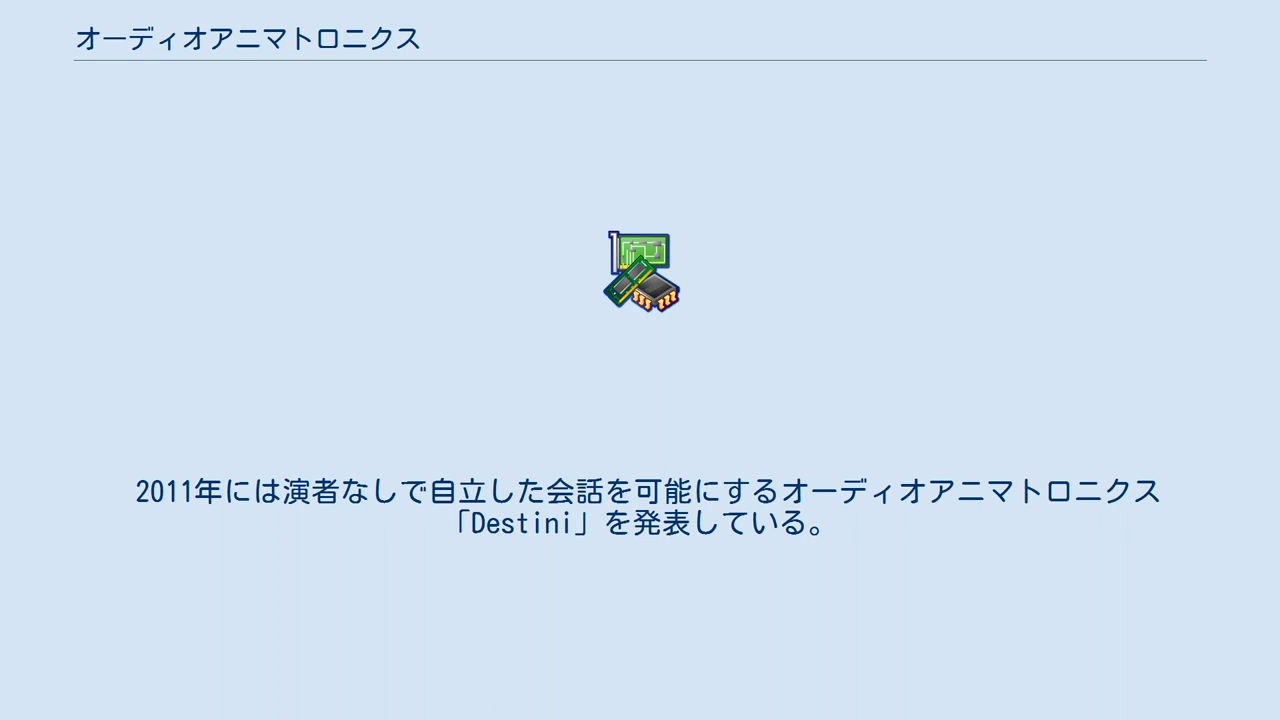 オーディオアニマトロニクス
2011年には演者なしで自立した会話を可能にするオーディオアニマトロニクス
「Destini」を発表している。